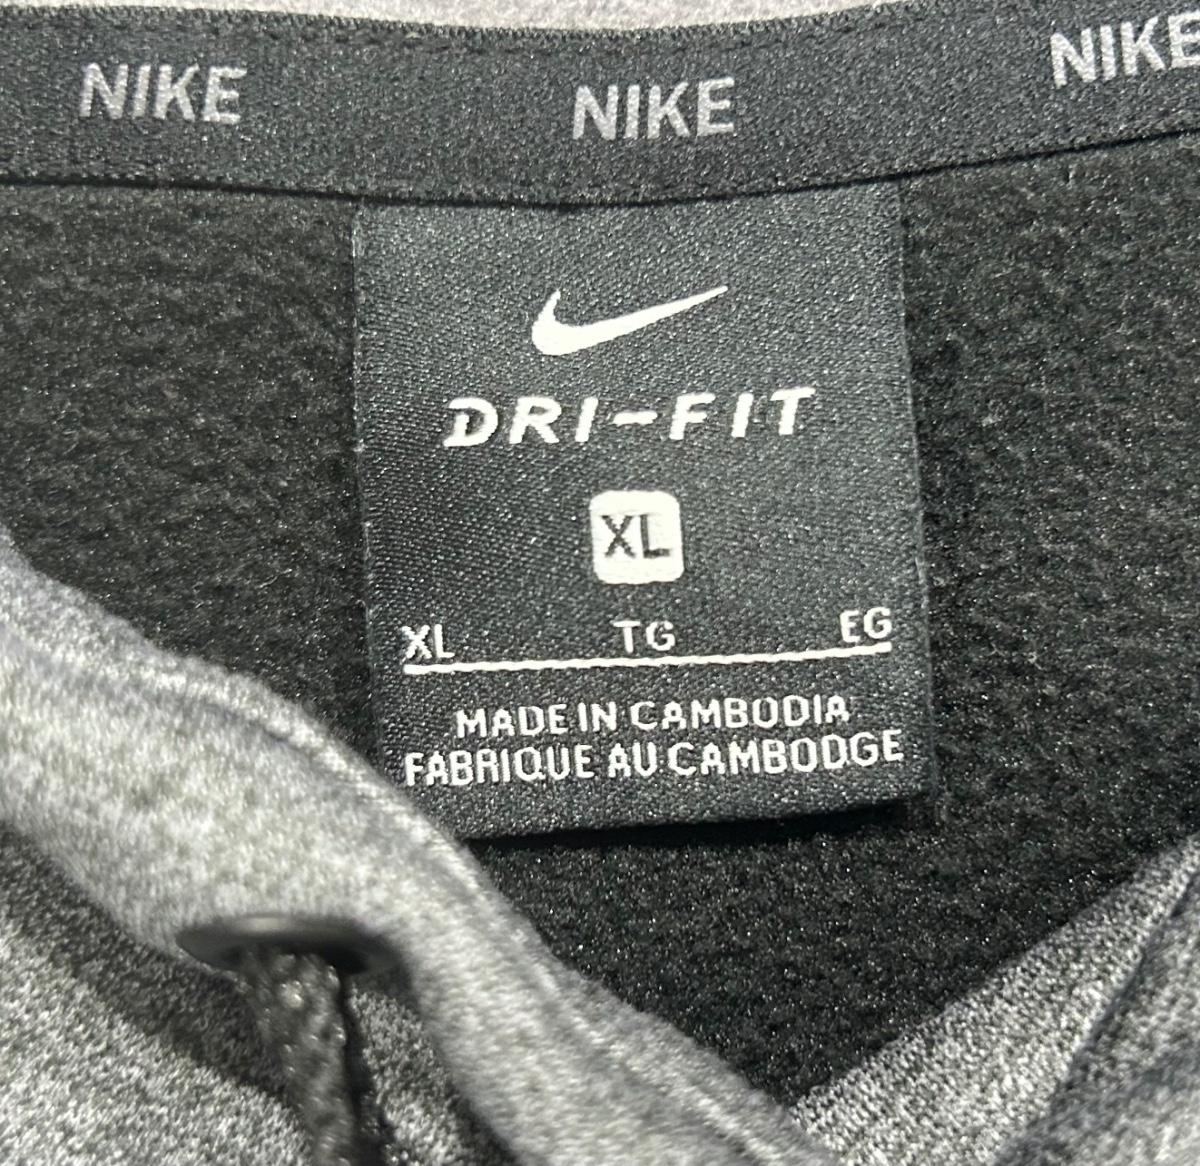 NIKE NIKE NIKE
DRI-FIT
XL
XL TG EG
MADE IN CAMBODIA
FABRIQUE AU CAMBODGE